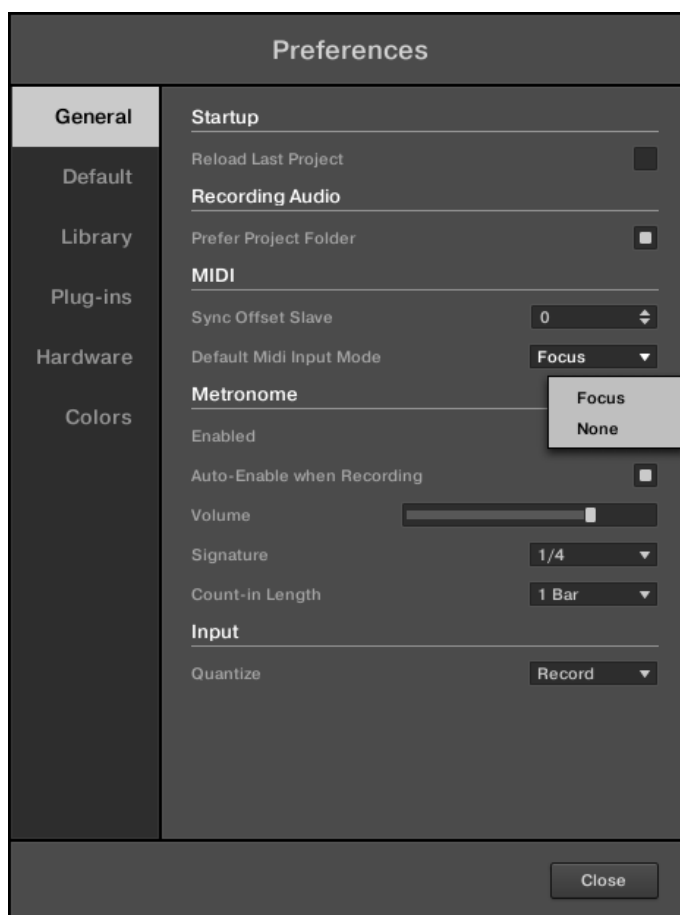 Preferences
General
Default
Library
Plug-ins
Hardware
Colors
Startup
Reload Last Project
Recording Audio
Prefer Project Folder
MIDI
Sync Offset Slave 0
Default Midi Input Mode Focus
Focus
None
Metronome
Enabled
Auto-Enable when Recording
Volume
Signature 1/4
Count-in Length 1 Bar
Input
Quantize Record
Close